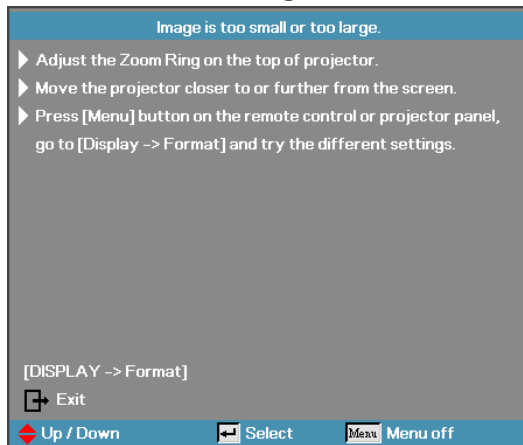 Image is too small or too large.
Adjust the Zoom Ring on the top of projector.
Move the projector closer to or further from the screen.
Press [Menu] button on the remote control or projector panel,
go to [Display -> Format] and try the different settings.
[DISPLAY -> Format]
Exit
Up / Down Select Menu Menu off